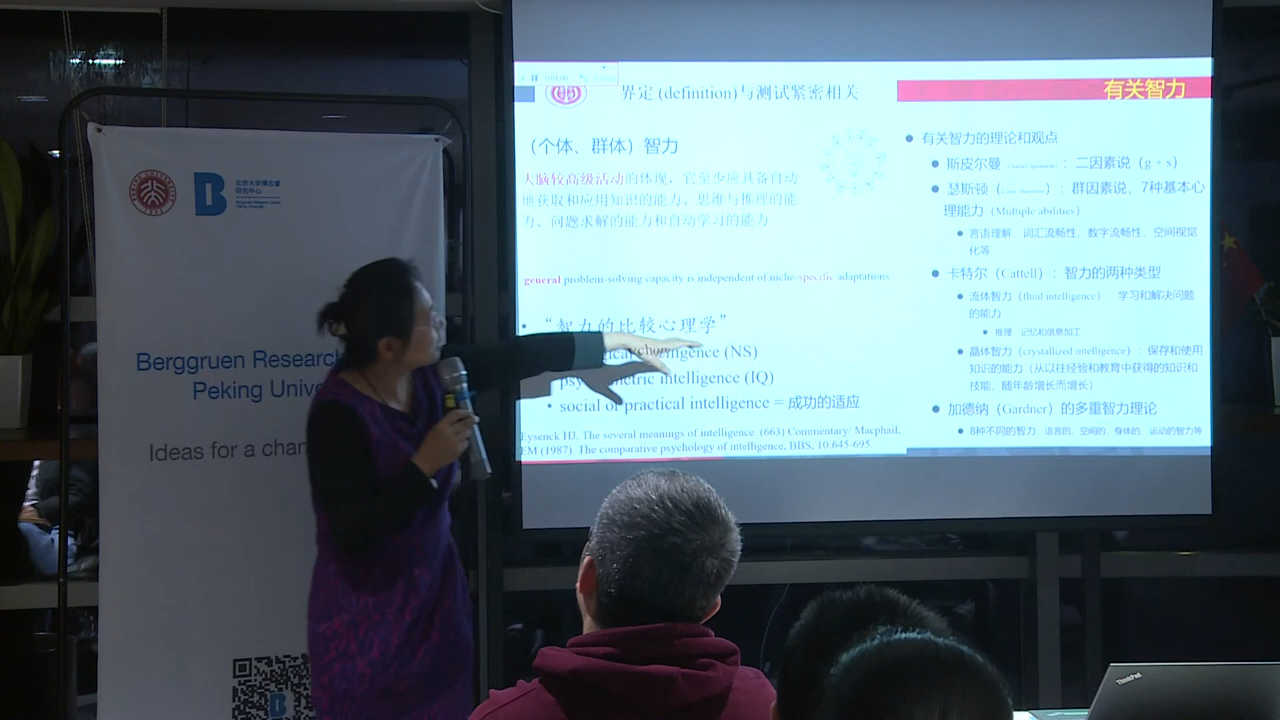 北京大学博古睿
研究中心
Berggruen Research
Peking Unive
Ideas for a chan
界定 (definition)与测试紧密相关
有关智力
（个体、群体）智力
人脑较高级活动的体现，它至少应具备自动
地获取和应用知识的能力、思维与推理的能
力、问题求解的能力和自动学习的能力
general problem-solving capacity is independent of niche-specific adaptations
• “智力的比较心理学”
intelligence (NS)
psychometric intelligence (IQ)
• social or practical intelligence = 成功的适应
Eysenck HJ. The several meanings of intelligence. (663) Commentary/ Macphail,
EM (1987). The comparative psychology of intelligence, BBS, 10:645-695.
● 有关智力的理论和观点
● 斯皮尔曼 ：二因素说（g + s）
● 瑟斯顿 ：群因素说，7种基本心
理能力（Multiple abilities）
● 言语理解、词汇流畅性、数字流畅性、空间视觉
化等
● 卡特尔（Cattell）：智力的两种类型
● 流体智力（fluid intelligence）：学习和解决问题
的能力
● 推理、记忆和信息加工
● 晶体智力（crystallized intelligence）：保存和使用
知识的能力（从以往经验和教育中获得的知识和
技能，随年龄增长而增长）
● 加德纳（Gardner）的多重智力理论
● 8种不同的智力：语言的、空间的、身体的、运动的智力等
ThinkPad